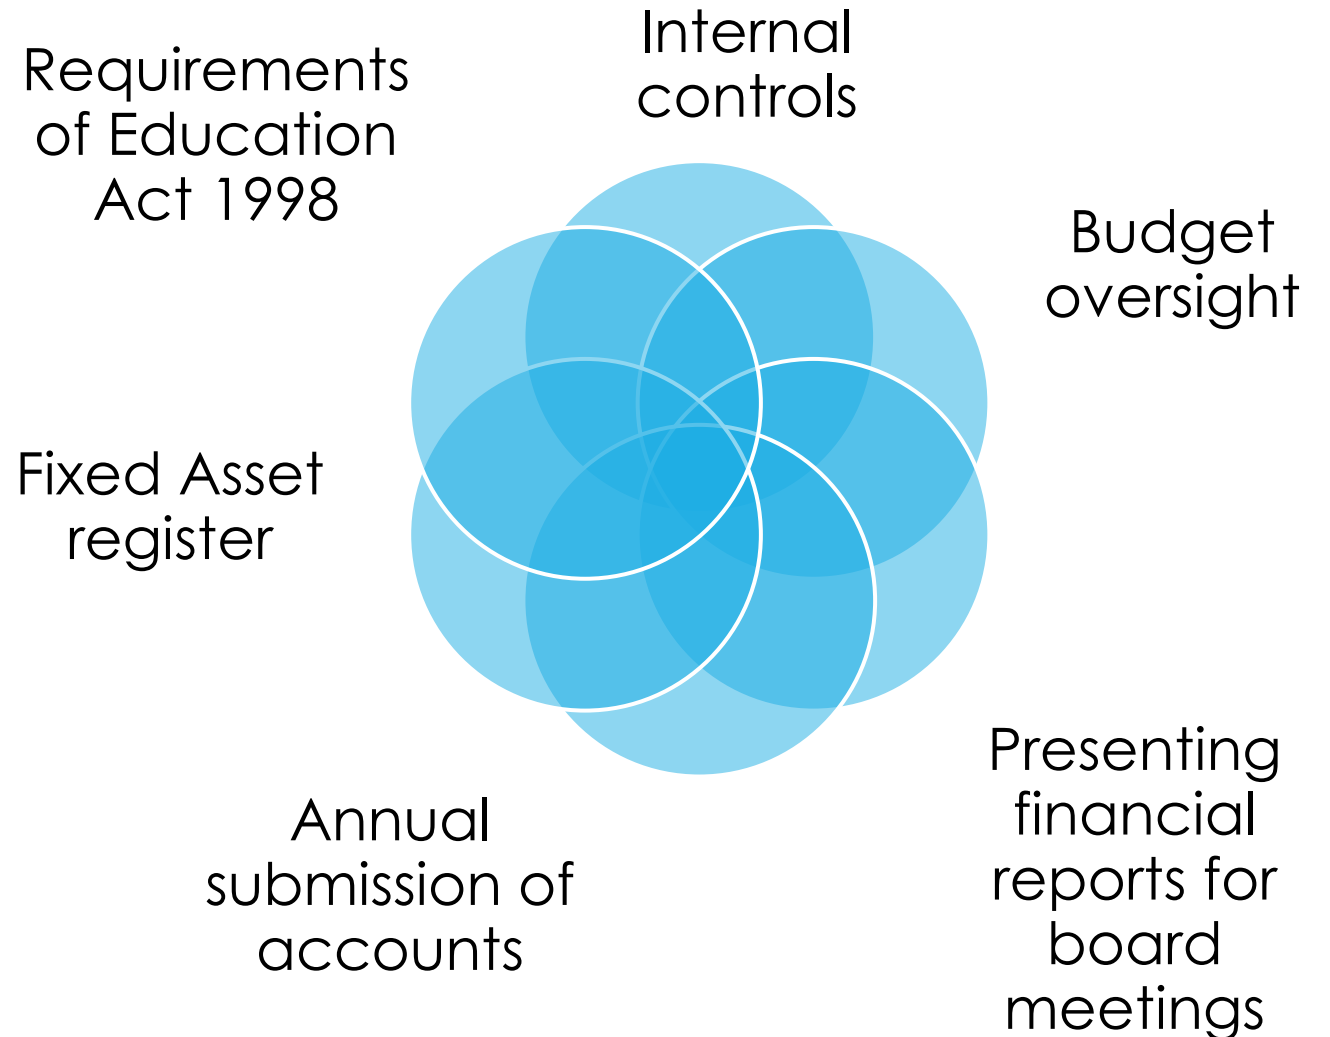 Internal
controls
Budget
oversight
Presenting
financial
reports for
board
meetings
Annual
submission of
accounts
Fixed Asset
register
Requirements
of Education
Act 1998